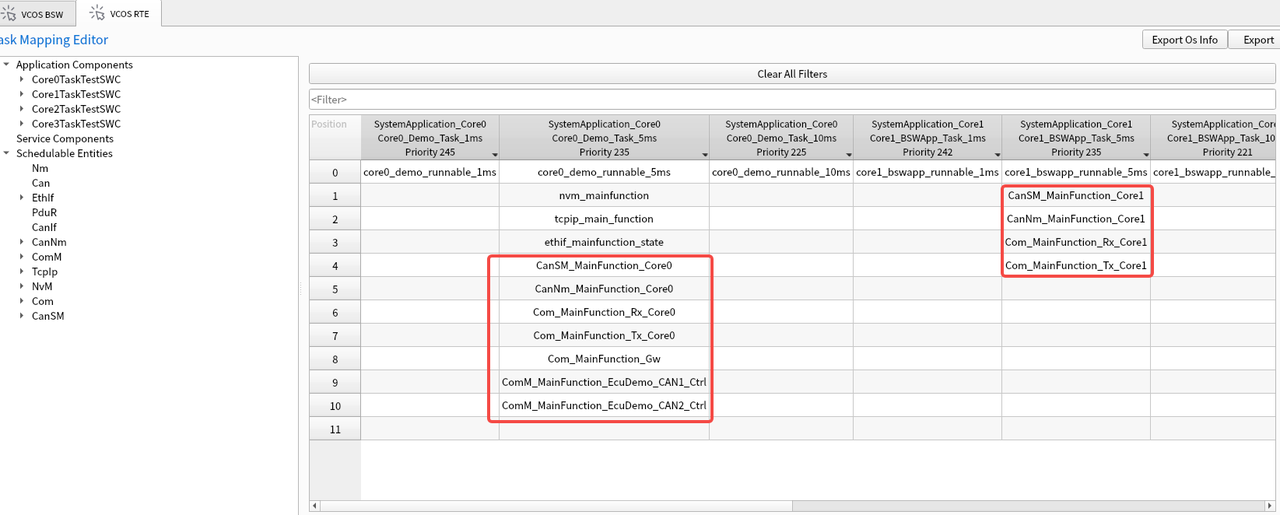 VCOS BSW
VCOS RTE
ask Mapping Editor
Export Os Info
Export
Application Components
Core0TaskTestSWC
Core1TaskTestSWC
Core2TaskTestSWC
Core3TaskTestSWC
Service Components
Schedulable Entities
Nm
Can
EthIf
PduR
CanIf
CanNm
ComM
TcpIp
NvM
Com
CanSM
Clear All Filters
<Filter>
Position
SystemApplication_Core0
Core0_Demo_Task_1ms
Priority 245
SystemApplication_Core0
Core0_Demo_Task_5ms
Priority 235
SystemApplication_Core0
Core0_Demo_Task_10ms
Priority 225
SystemApplication_Core1
Core1_BSWApp_Task_1ms
Priority 242
SystemApplication_Core1
Core1_BSWApp_Task_5ms
Priority 235
SystemApplication_Core
Core1_BSWApp_Task_10
Priority 221
0 core0_demo_runnable_1ms core0_demo_runnable_5ms core0_demo_runnable_10ms core1_bswapp_runnable_1ms core1_bswapp_runnable_5ms core1_bswapp_runnable_
1 nvm_mainfunction CanSM_MainFunction_Core1
2 tcpip_main_function CanNm_MainFunction_Core1
3 ethif_mainfunction_state Com_MainFunction_Rx_Core1
4 CanSM_MainFunction_Core0 Com_MainFunction_Tx_Core1
5 CanNm_MainFunction_Core0
6 Com_MainFunction_Rx_Core0
7 Com_MainFunction_Tx_Core0
8 Com_MainFunction_Gw
9 ComM_MainFunction_EcuDemo_CAN1_Ctrl
10 ComM_MainFunction_EcuDemo_CAN2_Ctrl
11